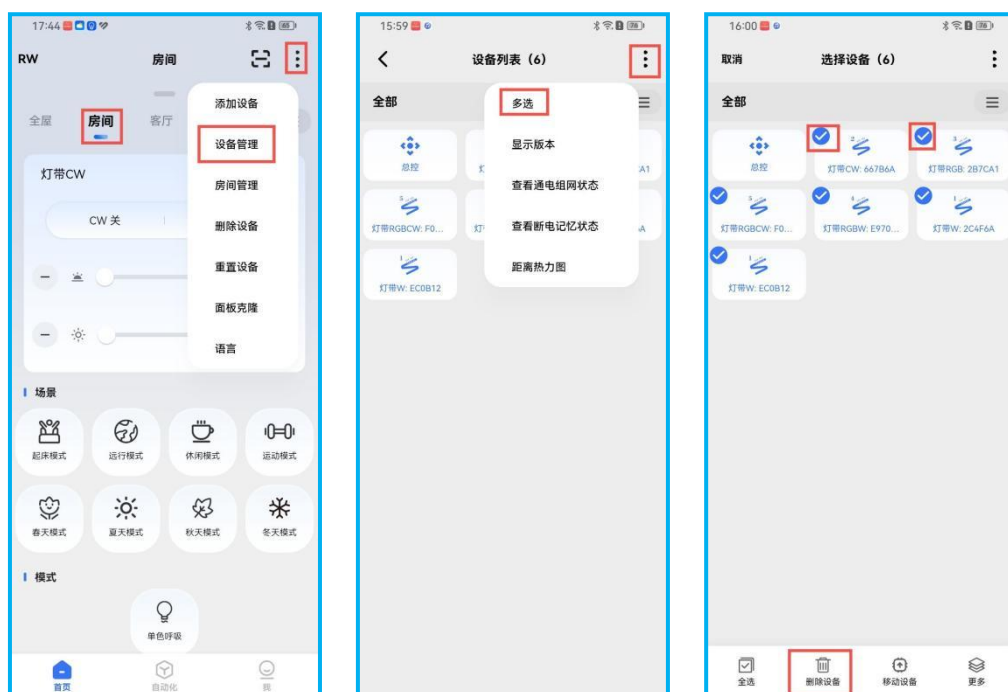 17:44
65
RW
房间
添加设备
全屋
房间
客厅
设备管理
灯带CW
房间管理
CW 关
删除设备
重置设备
面板克隆
语言
场景
起床模式
远行模式
休闲模式
运动模式
春天模式
夏天模式
秋天模式
冬天模式
模式
单色呼吸
首页
自动化
我
15:59
78
设备列表（6）
全部
多选
总控
灯
CA1
显示版本
查看通电组网状态
灯带RGBCW: F0...
灯
查看断电记忆状态
距离热力图
灯带W: EC0B12
16:00
78
取消
选择设备（6）
全部
总控
灯带CW: 667B6A
灯带RGB: 2B7CA1
灯带RGBCW: F0...
灯带RGBW: E970...
灯带W: 2C4F6A
灯带W: EC0B12
全选
删除设备
移动设备
更多